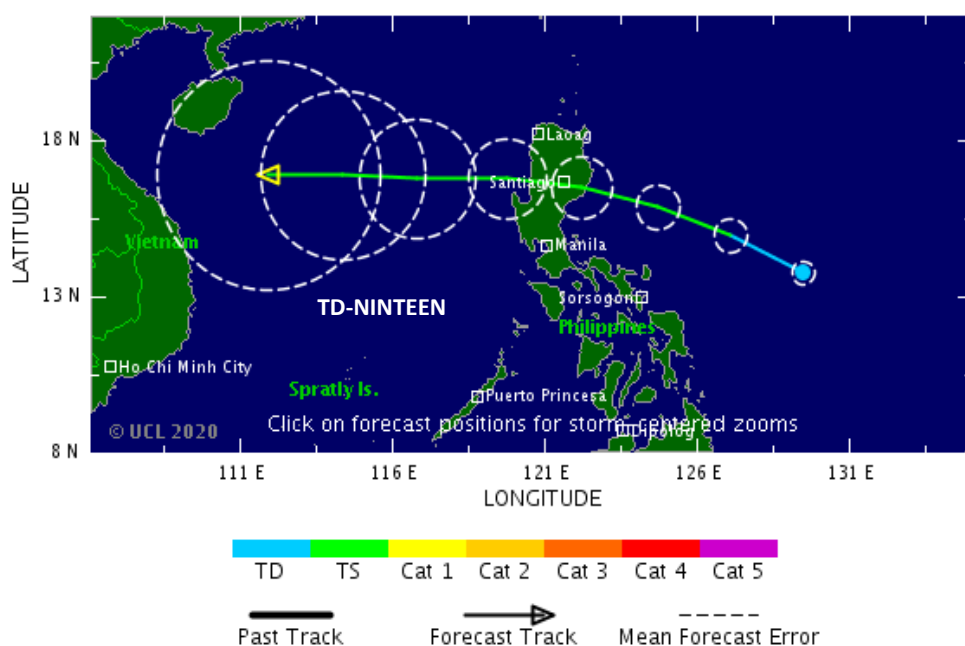 18 N
Laoag
Santiago
LATITUDE
Vietnam
Manila
13 N
TD-NINTEEN
Sorsogon
Philippines
Ho Chi Minh City
Spratly Is.
Puerto Princesa
Click on forecast positions for storm-centered zooms
© UCL 2020
Dipolog
8 N
111 E
116 E
121 E
126 E
131 E
LONGITUDE
TD
TS
Cat 1
Cat 2
Cat 3
Cat 4
Cat 5
Past Track
Forecast Track
Mean Forecast Error